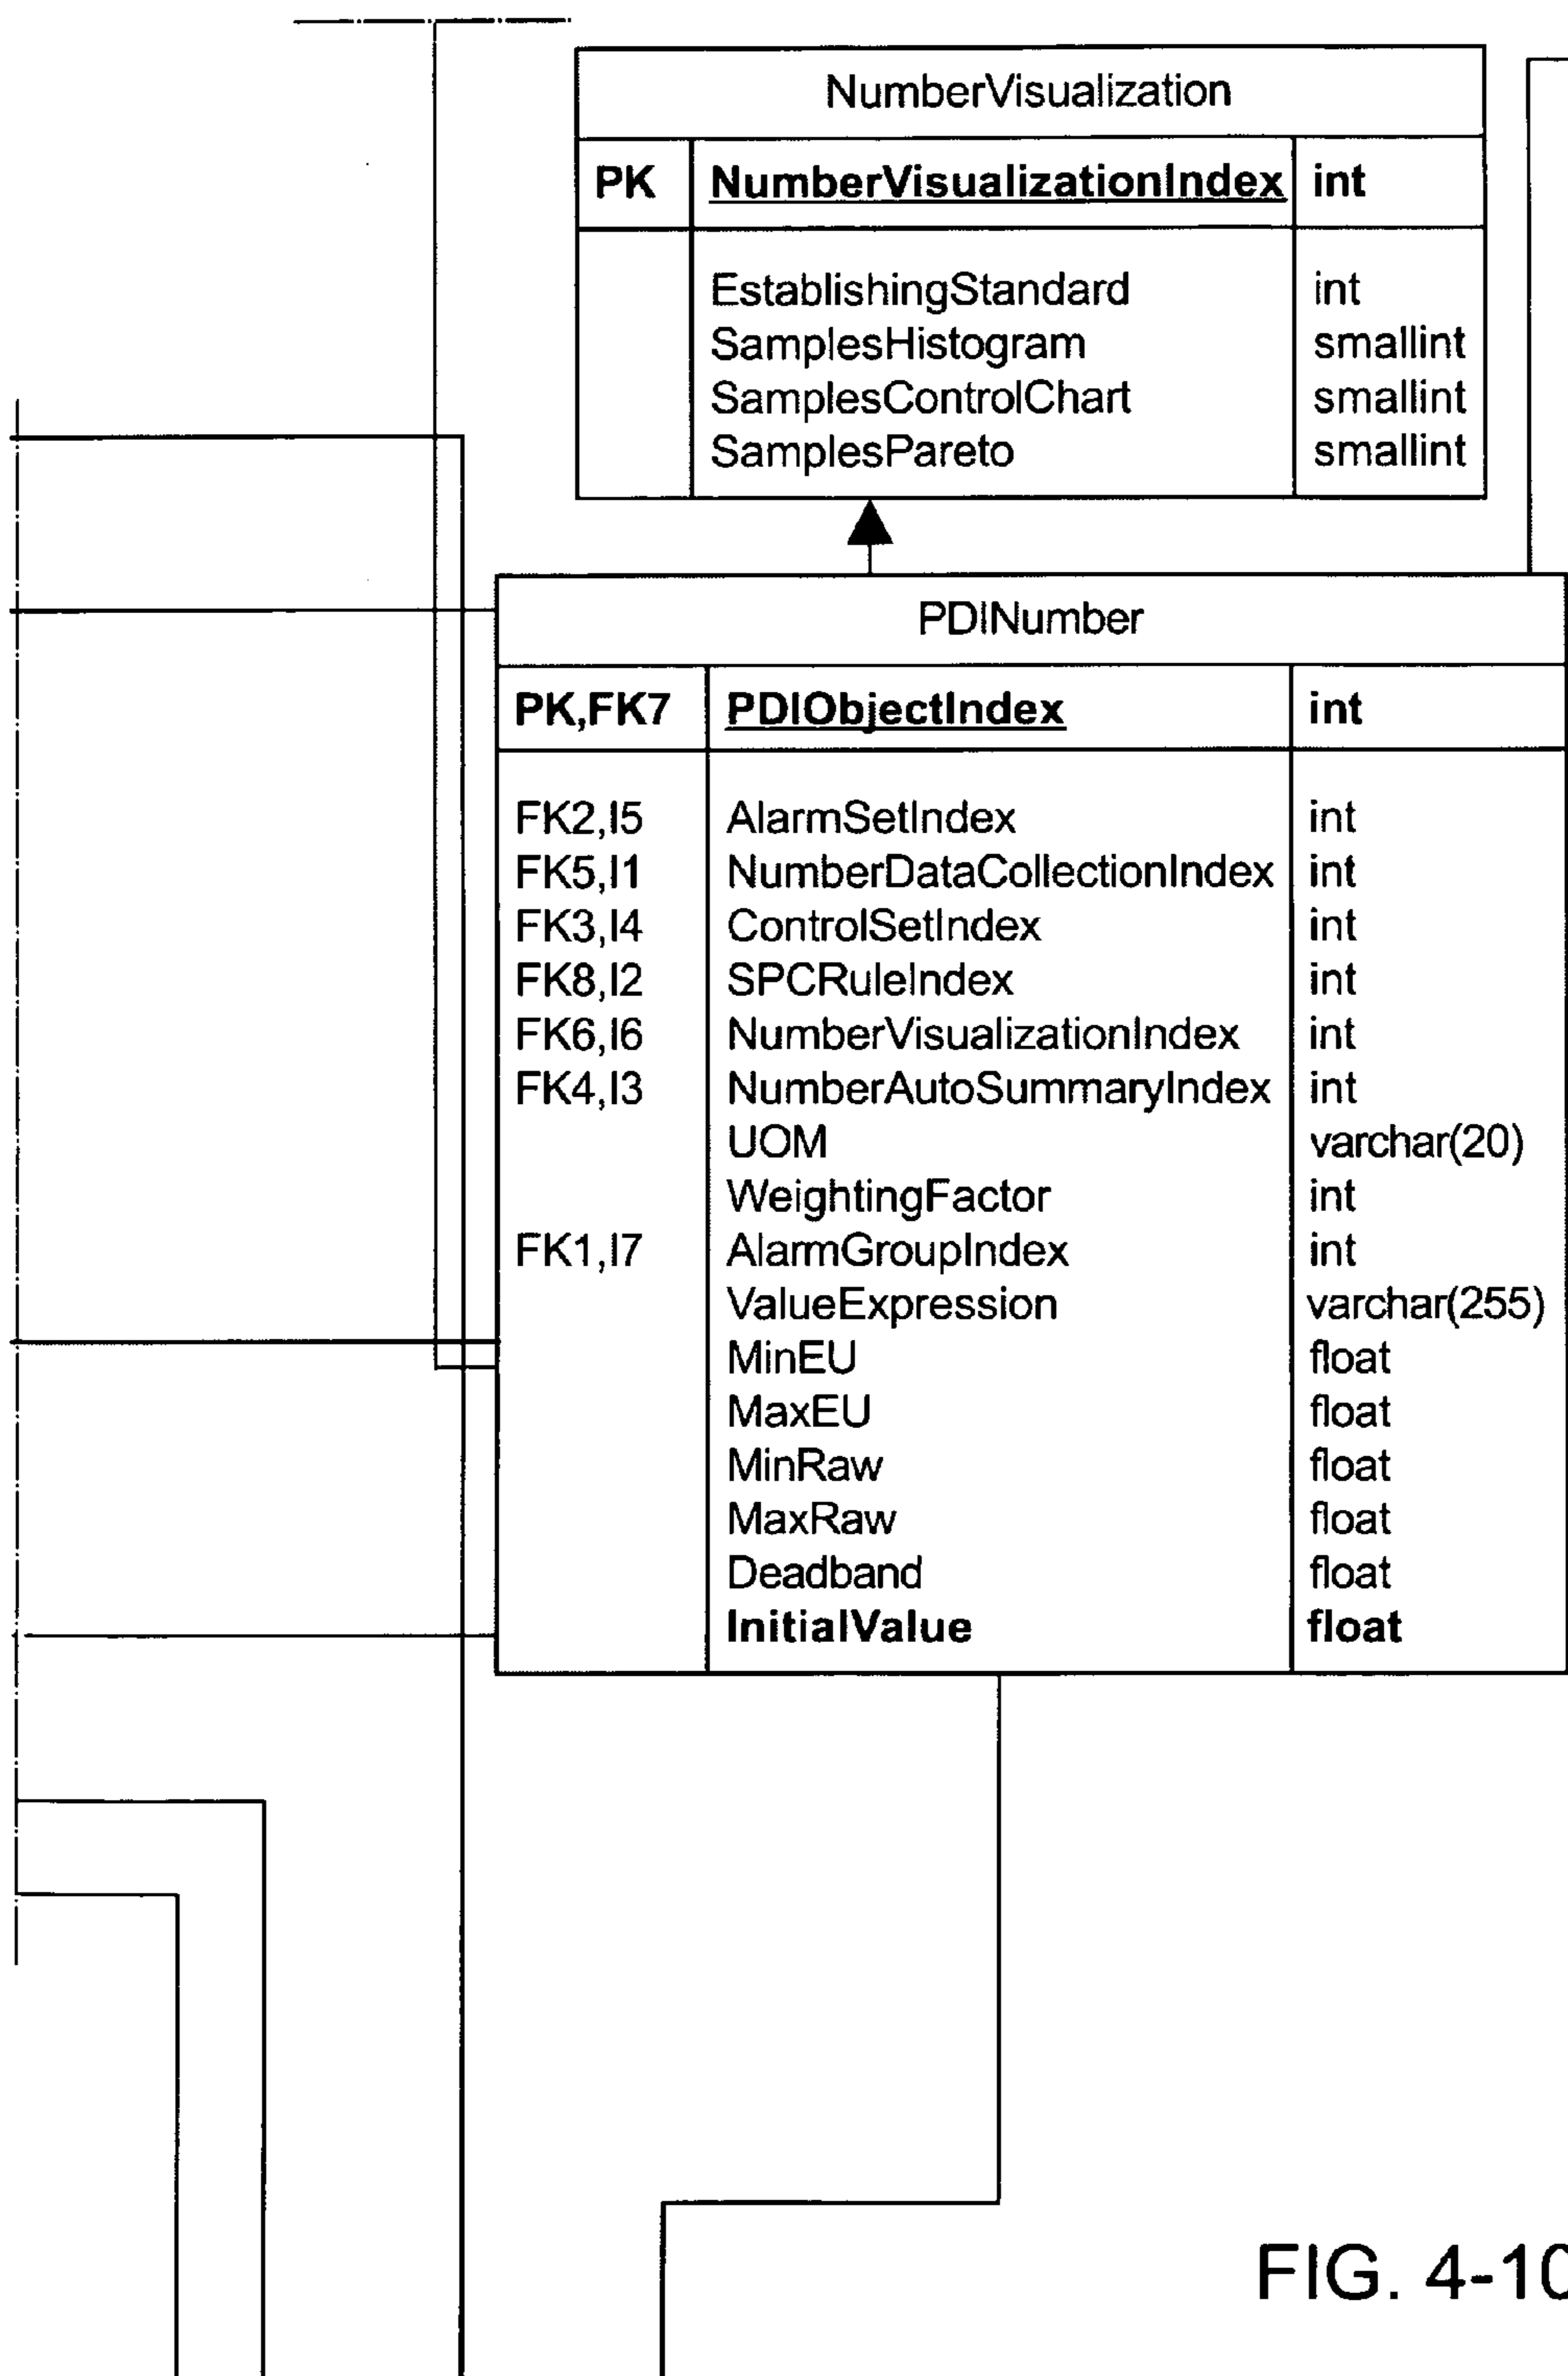 NumberVisualization
PK NumberVisualizationIndex int
EstablishingStandard int
SamplesHistogram smallint
SamplesControlChart smallint
SamplesPareto smallint
PDINumber
PK,FK7 PDIObjectIndex int
FK2,I5 AlarmSetIndex int
FK5,I1 NumberDataCollectionIndex int
FK3,I4 ControlSetIndex int
FK8,I2 SPCRuleIndex int
FK6,I6 NumberVisualizationIndex int
FK4,I3 NumberAutoSummaryIndex int
UOM varchar(20)
WeightingFactor int
FK1,I7 AlarmGroupIndex int
ValueExpression varchar(255)
MinEU float
MaxEU float
MinRaw float
MaxRaw float
Deadband float
InitialValue float
FIG. 4-10